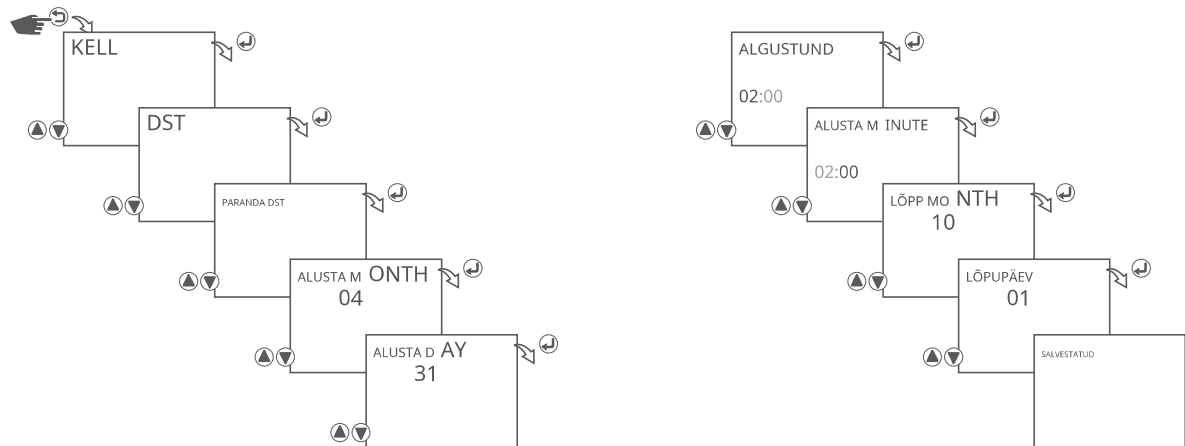 KELL
DST
PARANDA DST
ALUSTA M ONTH
04
ALUSTA D AY
31
ALGUSTUND
02:00
ALUSTA M INUTE
02:00
LÕPP MO NTH
10
LÕPUPÄEV
01
SALVESTATUD